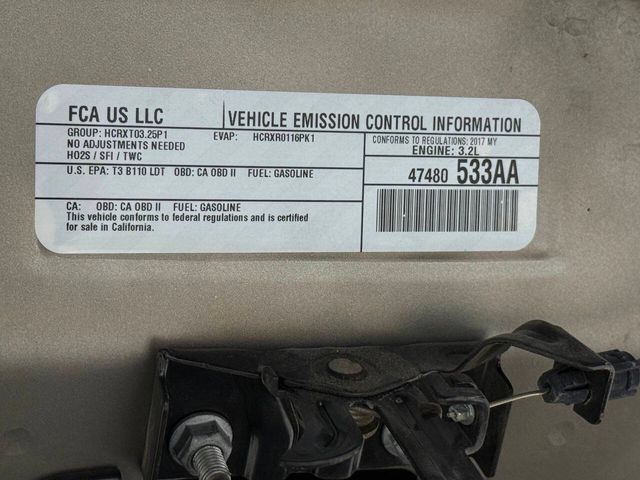 FCA US LLC
VEHICLE EMISSION CONTROL INFORMATION
GROUP: HCRXT03.25P1 EVAP: HCRXR0116PK1
NO ADJUSTMENTS NEEDED
HO2S / SFI / TWC
CONFORMS TO REGULATIONS: 2017 MY
ENGINE: 3.2L
U.S. EPA: T3 B110 LDT OBD: CA OBD II FUEL: GASOLINE
47480 533AA
CA: OBD: CA OBD II FUEL: GASOLINE
This vehicle conforms to federal regulations and is certified
for sale in California.